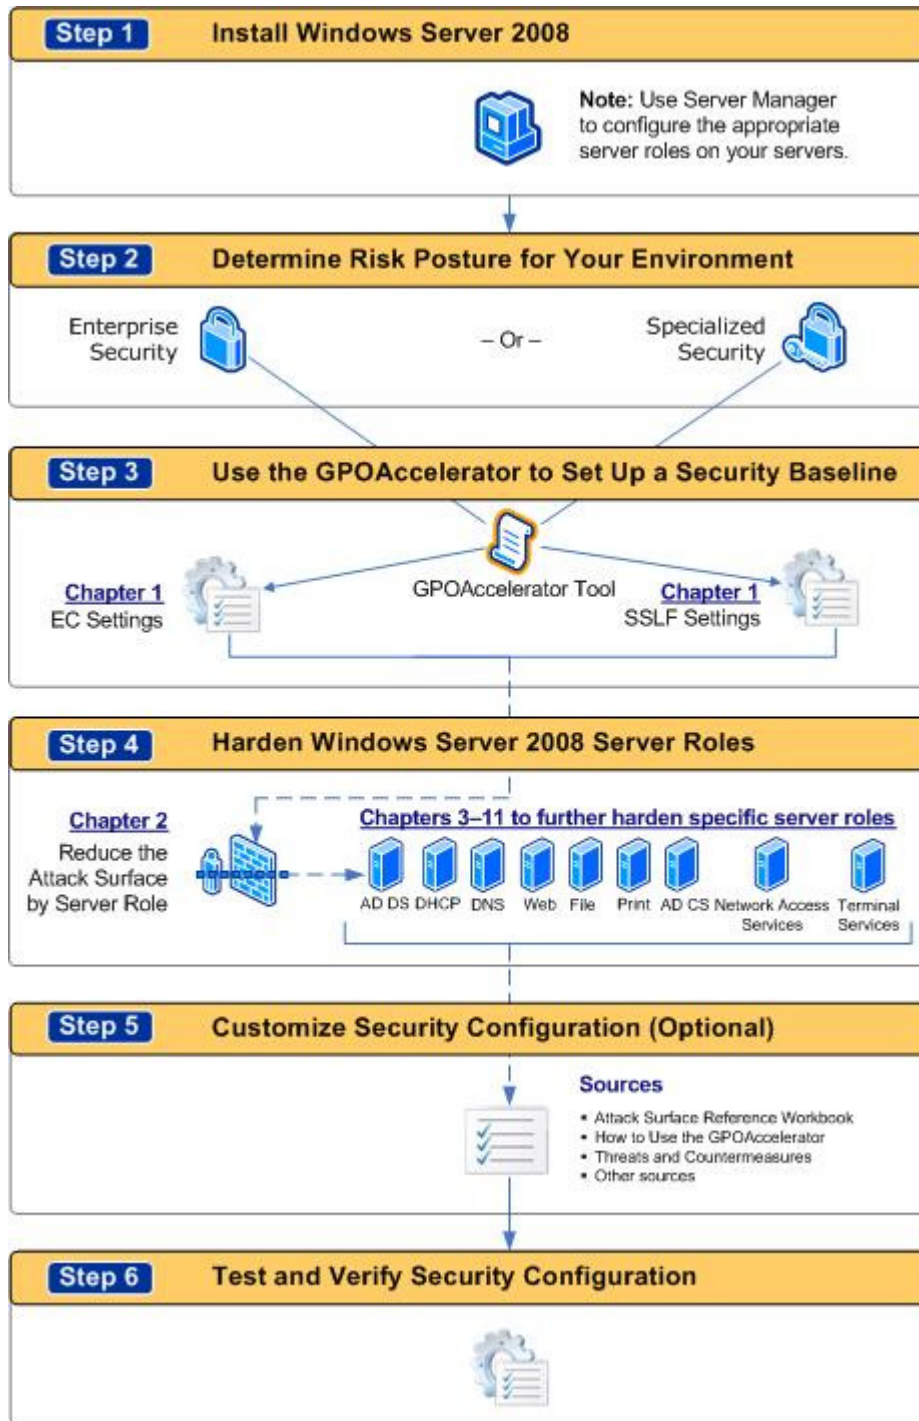 Step 1 Install Windows Server 2008
Note: Use Server Manager
to configure the appropriate
server roles on your servers.
Step 2 Determine Risk Posture for Your Environment
Enterprise
Security
– Or –
Specialized
Security
Step 3 Use the GPOAccelerator to Set Up a Security Baseline
Chapter 1
EC Settings
GPOAccelerator Tool
Chapter 1
SSLF Settings
Step 4 Harden Windows Server 2008 Server Roles
Chapter 2
Reduce the
Attack Surface
by Server Role
Chapters 3–11 to further harden specific server roles
AD DS DHCP DNS Web File Print AD CS Network Access
Services
Terminal
Services
Step 5 Customize Security Configuration (Optional)
Sources
▪ Attack Surface Reference Workbook
▪ How to Use the GPOAccelerator
▪ Threats and Countermeasures
▪ Other sources
Step 6 Test and Verify Security Configuration